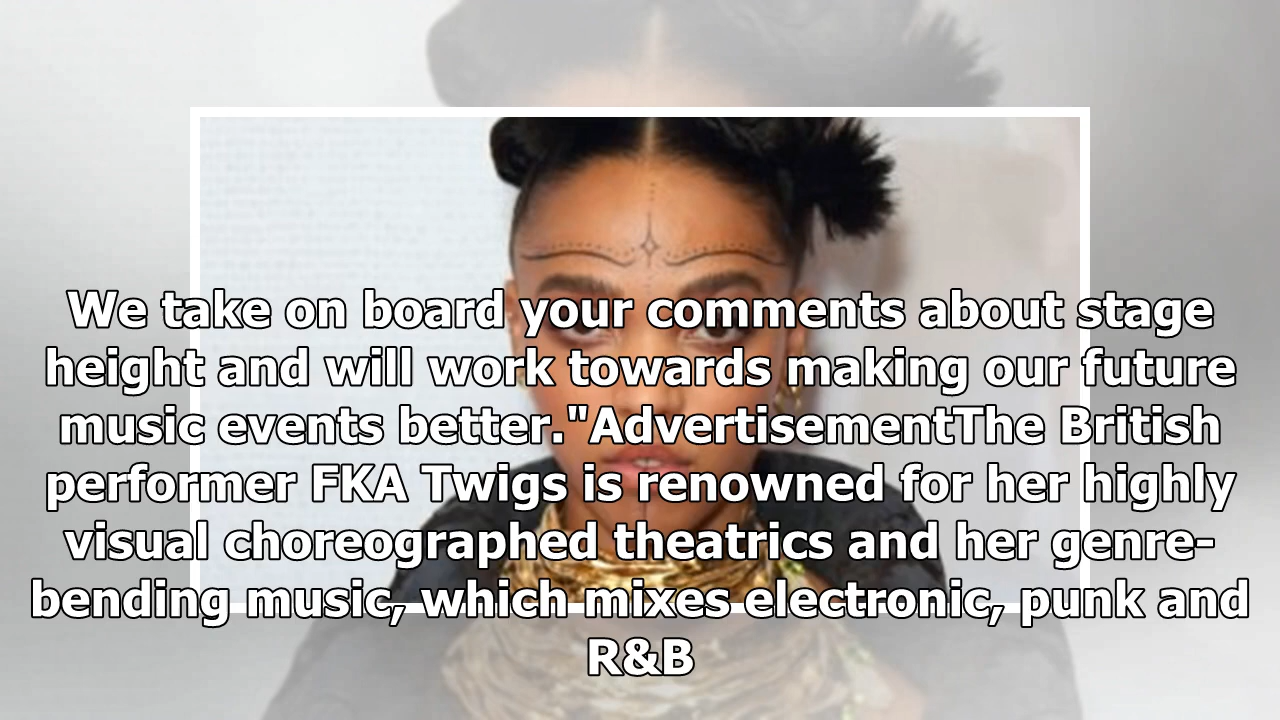 We take on board your comments about stage
height and will work towards making our future
music events better."AdvertisementThe British
performer FKA Twigs is renowned for her highly
visual choreographed theatrics and her genre-
bending music, which mixes electronic, punk and
R&B